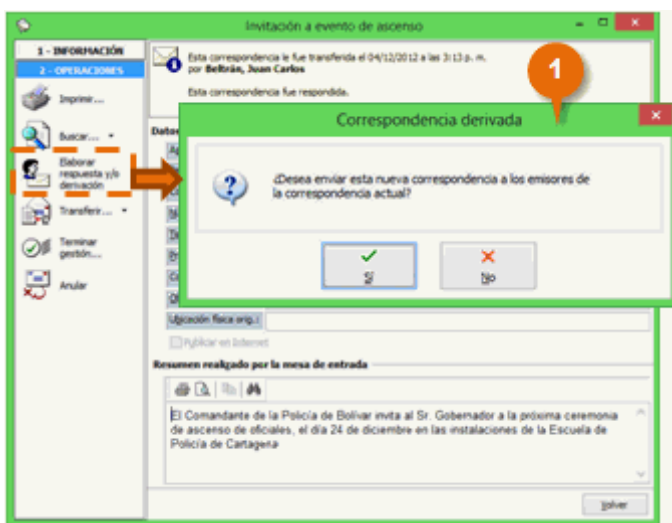 Invitación a evento de ascenso
1 - INFORMACIÓN
2 - OPERACIONES
Imprimir...
Buscar...
Elaborar
respuesta y/o
derivación
Transferir...
Terminar
gestión...
Anular
Esta correspondencia le fue transferida el 04/12/2012 a las 3:13 p. m.
por Beltrán, Juan Carlos
Esta correspondencia fue respondida.
1
Correspondencia derivada
¿Desea enviar esta nueva correspondencia a los emisores de
la correspondencia actual?
Sí
No
Datos
Ubicación física orig.:
Publicar en Internet
Resumen realizado por la mesa de entrada
El Comandante de la Policía de Bolívar invita al Sr. Gobernador a la próxima ceremonia
de ascenso de oficiales, el día 24 de diciembre en las instalaciones de la Escuela de
Policía de Cartagena
Volver